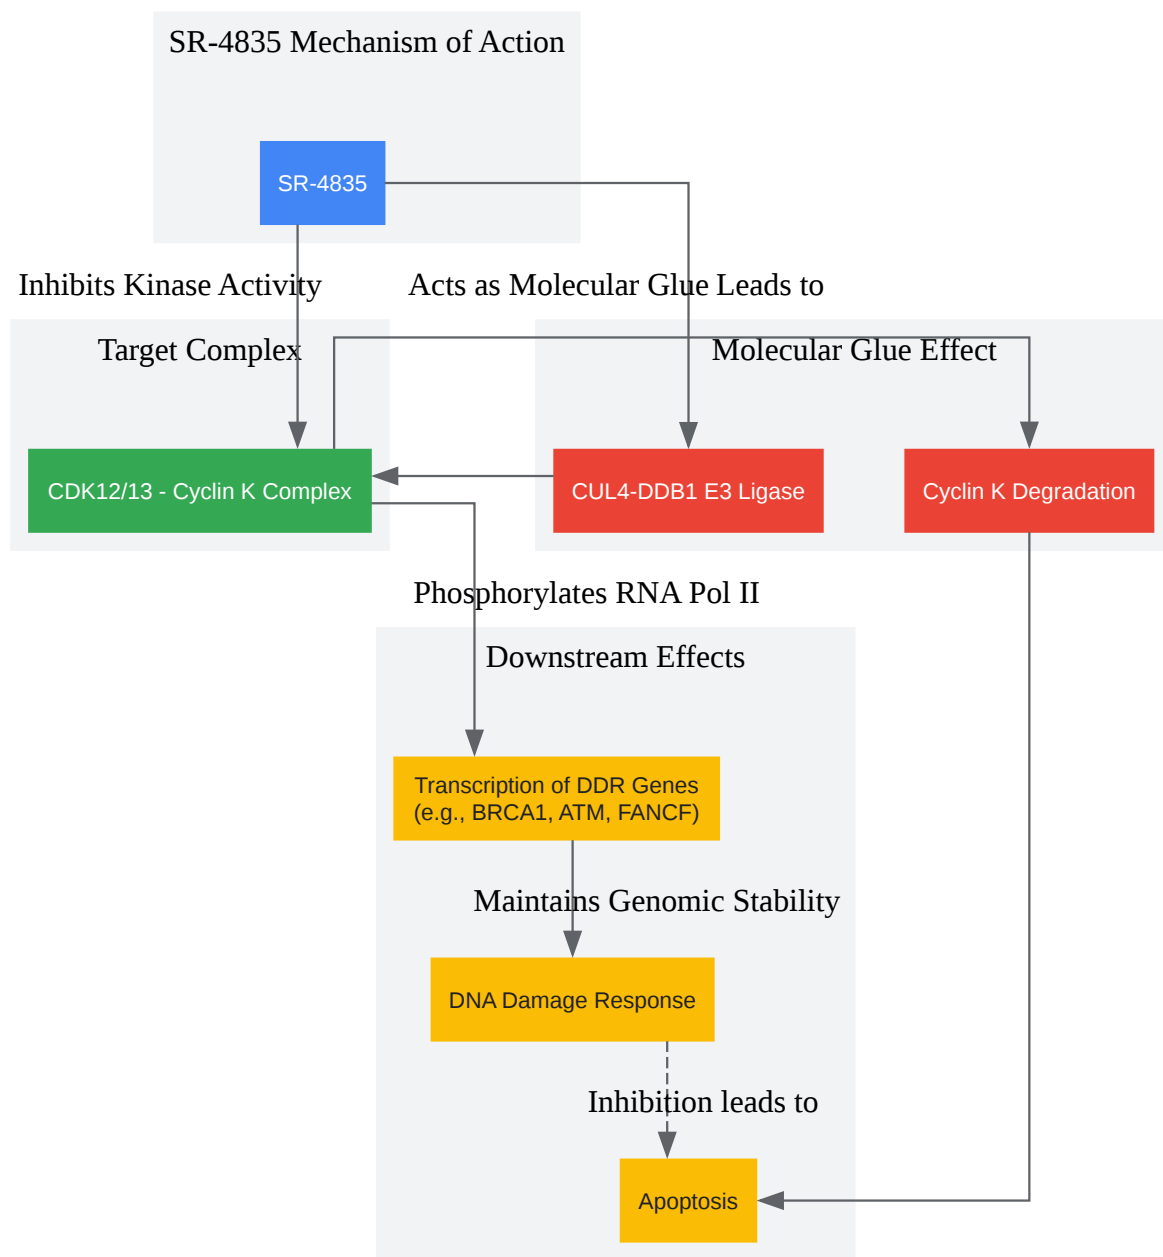 SR-4835 Mechanism of Action
SR-4835
Inhibits Kinase Activity
Acts as Molecular Glue
Leads to
Target Complex
Molecular Glue Effect
CDK12/13 - Cyclin K Complex
CUL4-DDB1 E3 Ligase
Cyclin K Degradation
Phosphorylates RNA Pol II
Downstream Effects
Transcription of DDR Genes
(e.g., BRCA1, ATM, FANCF)
Maintains Genomic Stability
DNA Damage Response
Inhibition leads to
Apoptosis